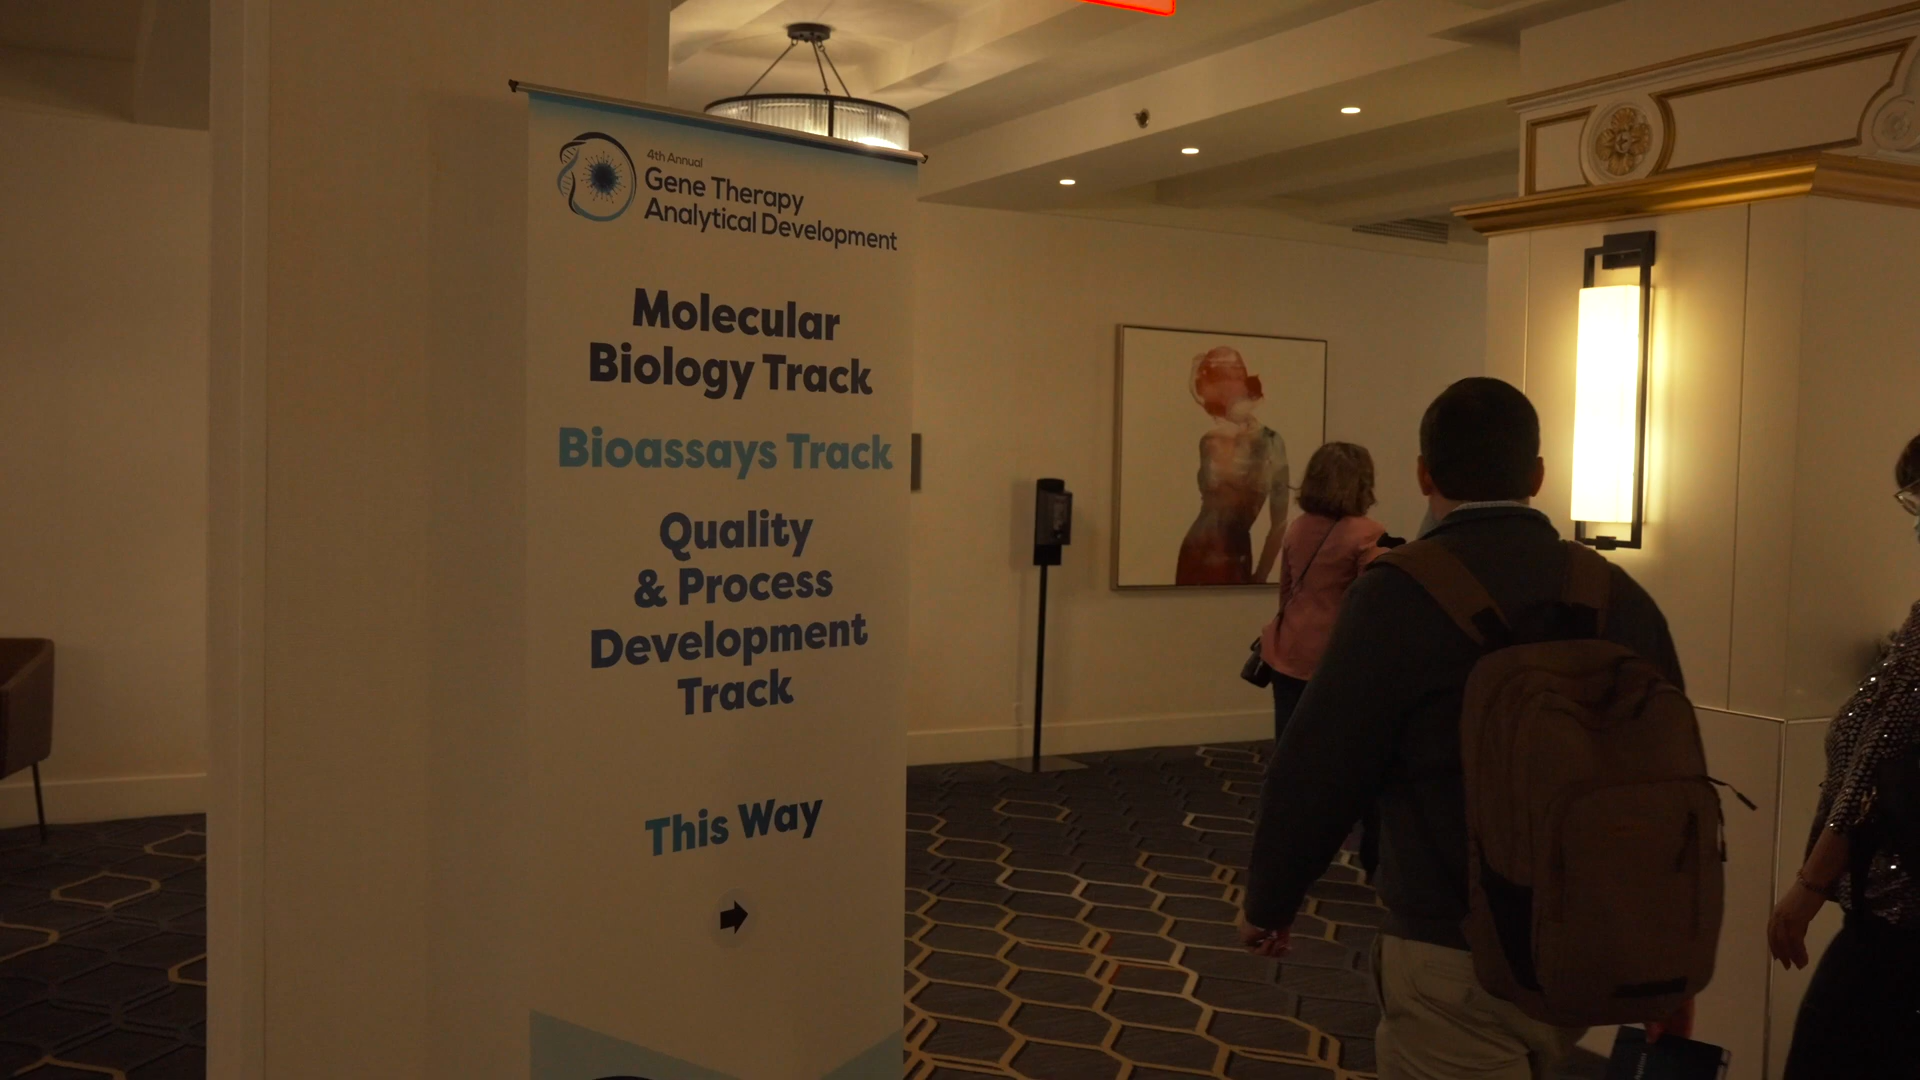 4th Annual
Gene Therapy
Analytical Development
Molecular
Biology Track
Bioassays Track
Quality
& Process
Development
Track
This Way